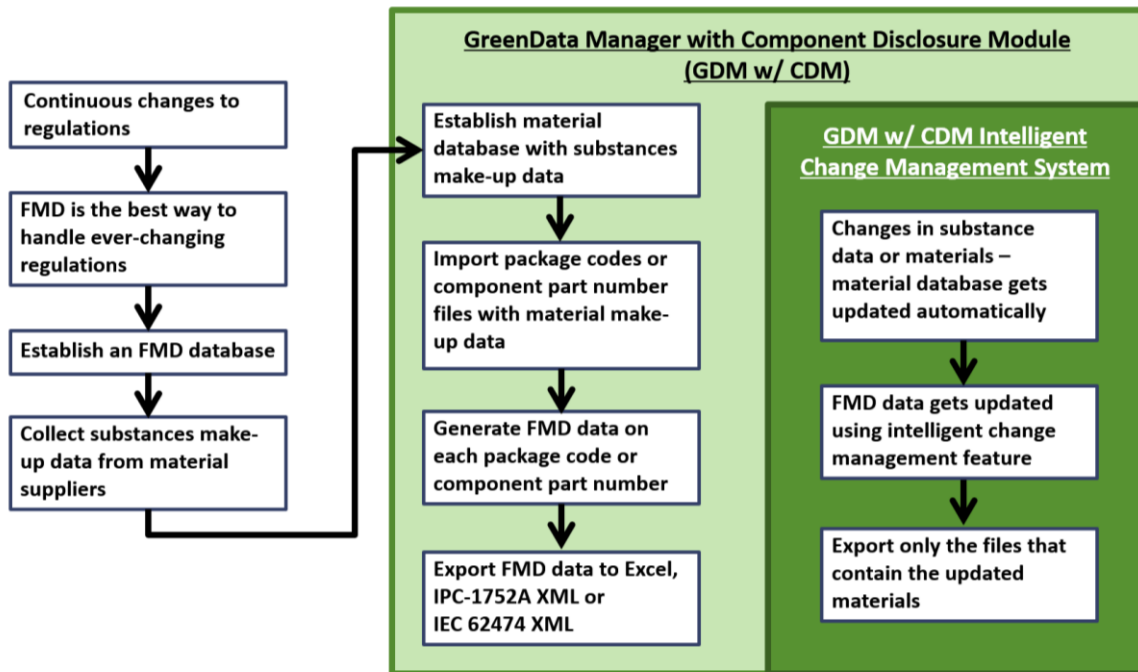 Continuous changes to
regulations
FMD is the best way to
handle ever-changing
regulations
Establish an FMD database
Collect substances make-
up data from material
suppliers
GreenData Manager with Component Disclosure Module
(GDM w/ CDM)
Establish material
database with substances
make-up data
Import package codes or
component part number
files with material make-
up data
Generate FMD data on
each package code or
component part number
Export FMD data to Excel,
IPC-1752A XML or
IEC 62474 XML
GDM w/ CDM Intelligent
Change Management System
Changes in substance
data or materials –
material database gets
updated automatically
FMD data gets updated
using intelligent change
management feature
Export only the files that
contain the updated
materials